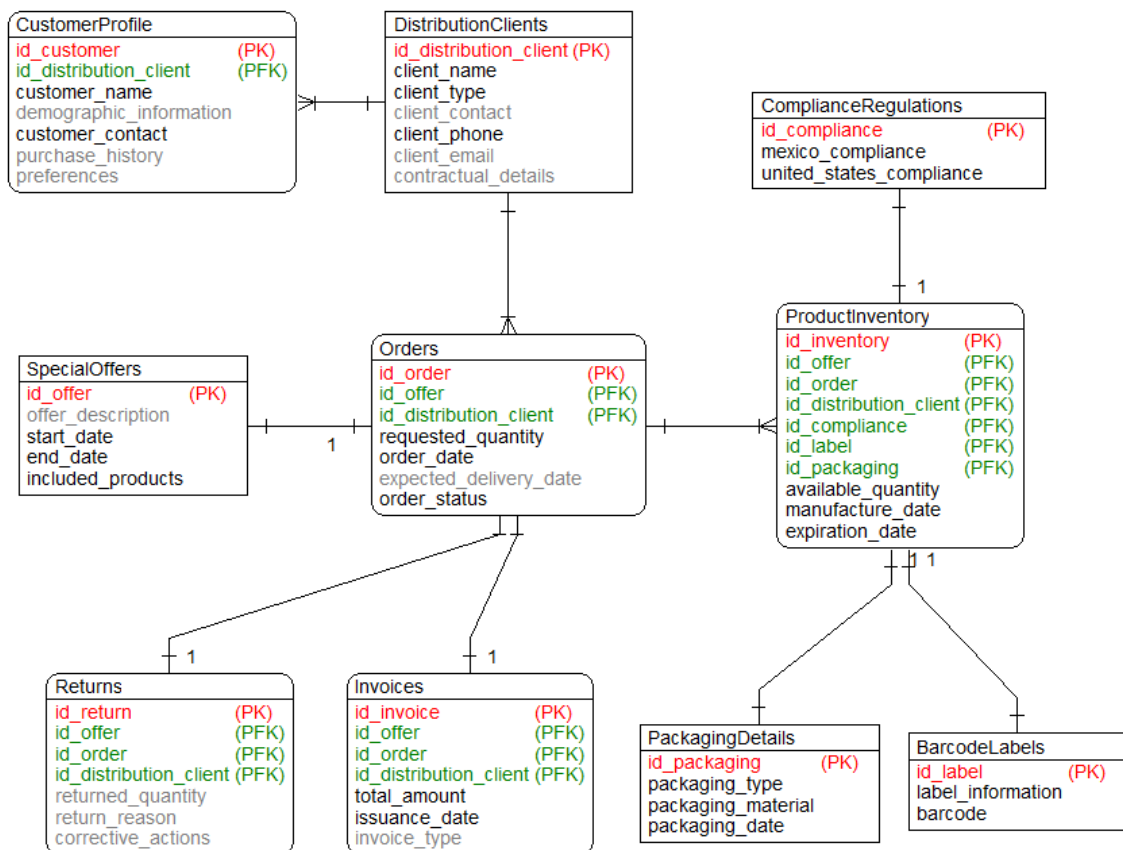 CustomerProfile
id_customer (PK)
id_distribution_client (PFK)
customer_name
demographic_information
customer_contact
purchase_history
preferences
DistributionClients
id_distribution_client (PK)
client_name
client_type
client_contact
client_phone
client_email
contractual_details
ComplianceRegulations
id_compliance (PK)
mexico_compliance
united_states_compliance
1
SpecialOffers
id_offer (PK)
offer_description
start_date
end_date
included_products
1
Orders
id_order (PK)
id_offer (PFK)
id_distribution_client (PFK)
requested_quantity
order_date
expected_delivery_date
order_status
ProductInventory
id_inventory (PK)
id_offer (PFK)
id_order (PFK)
id_distribution_client (PFK)
id_compliance (PFK)
id_label (PFK)
id_packaging (PFK)
available_quantity
manufacture_date
expiration_date
1 1
1
Returns
id_return (PK)
id_offer (PFK)
id_order (PFK)
id_distribution_client (PFK)
returned_quantity
return_reason
corrective_actions
1
Invoices
id_invoice (PK)
id_offer (PFK)
id_order (PFK)
id_distribution_client (PFK)
total_amount
issuance_date
invoice_type
PackagingDetails
id_packaging (PK)
packaging_type
packaging_material
packaging_date
BarcodeLabels
id_label (PK)
label_information
barcode